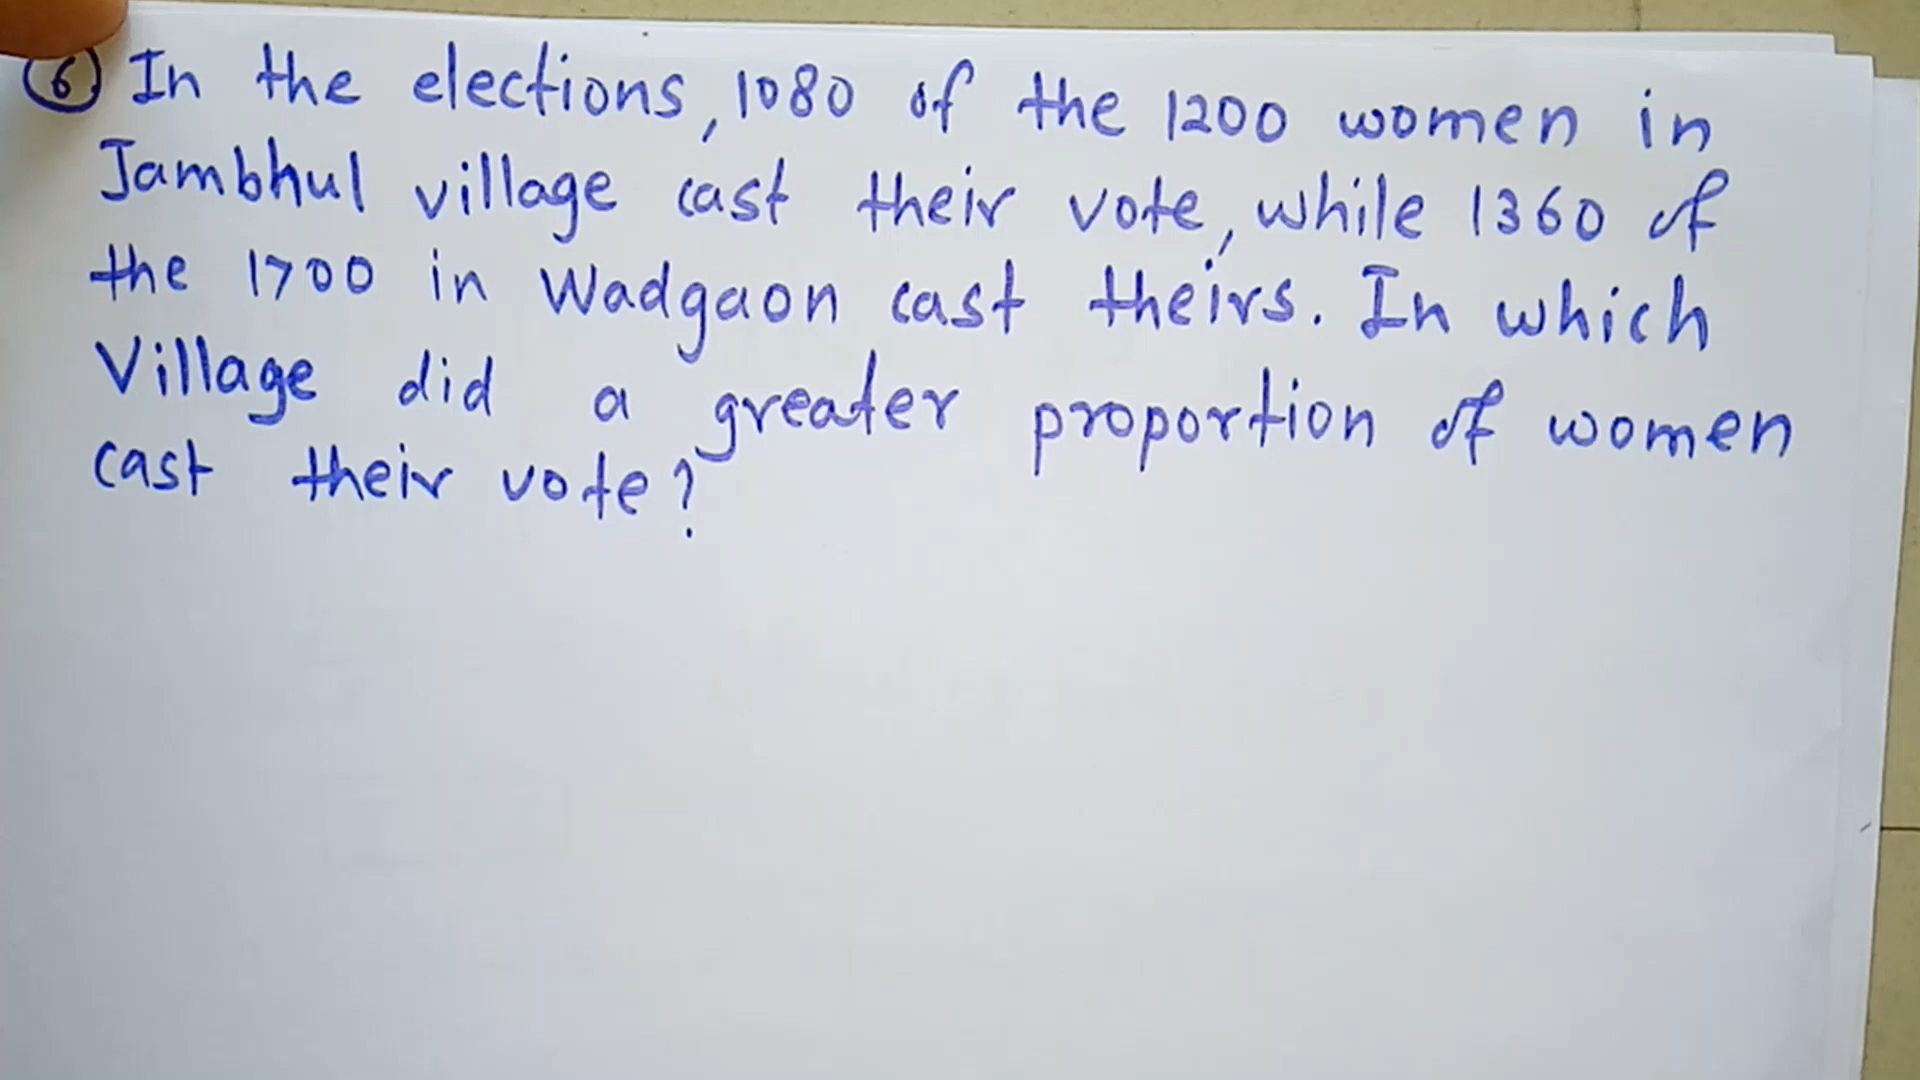 6 In the elections, 1080 of the 1200 women in
Jambhul village cast their vote, while 1360 of
the 1700 in Wadgaon cast theirs. In which
Village did a greater proportion of women
cast their vote?